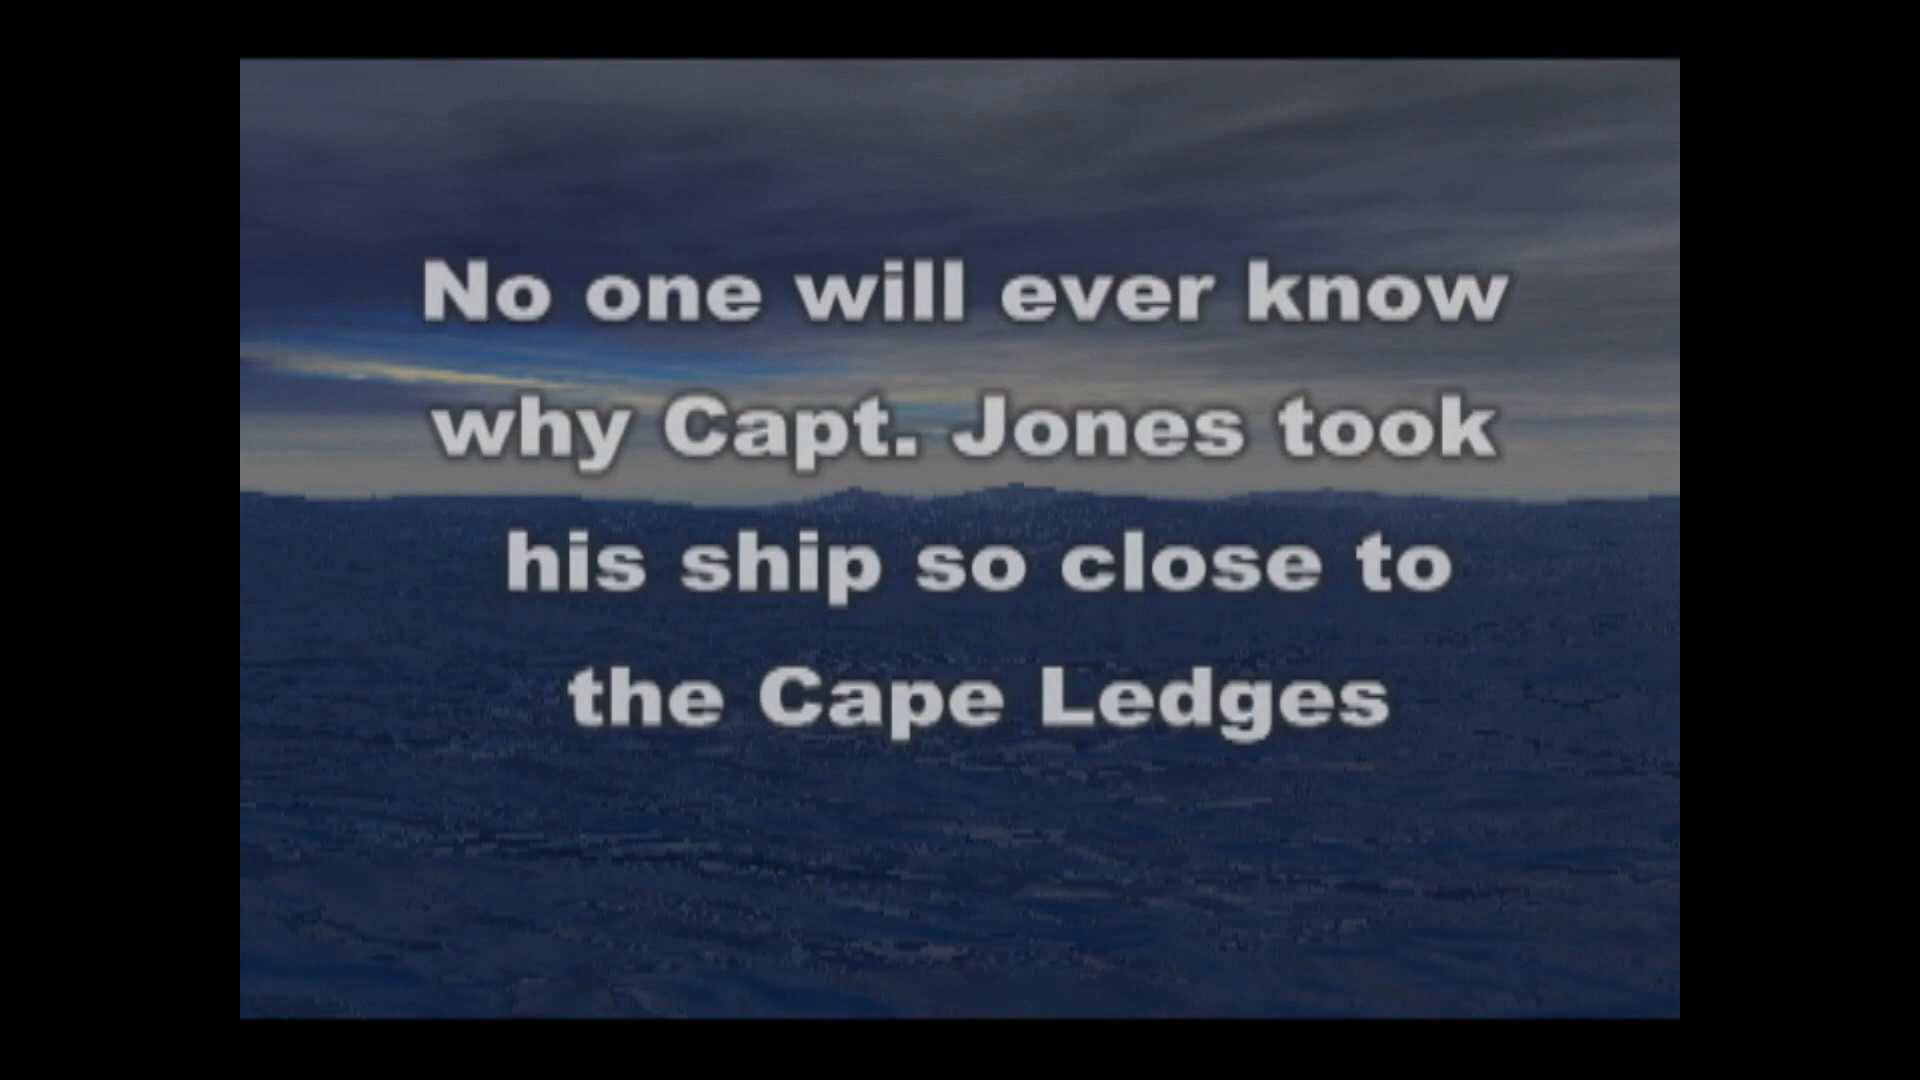 No one will ever know
why Capt. Jones took
his ship so close to
the Cape Ledges